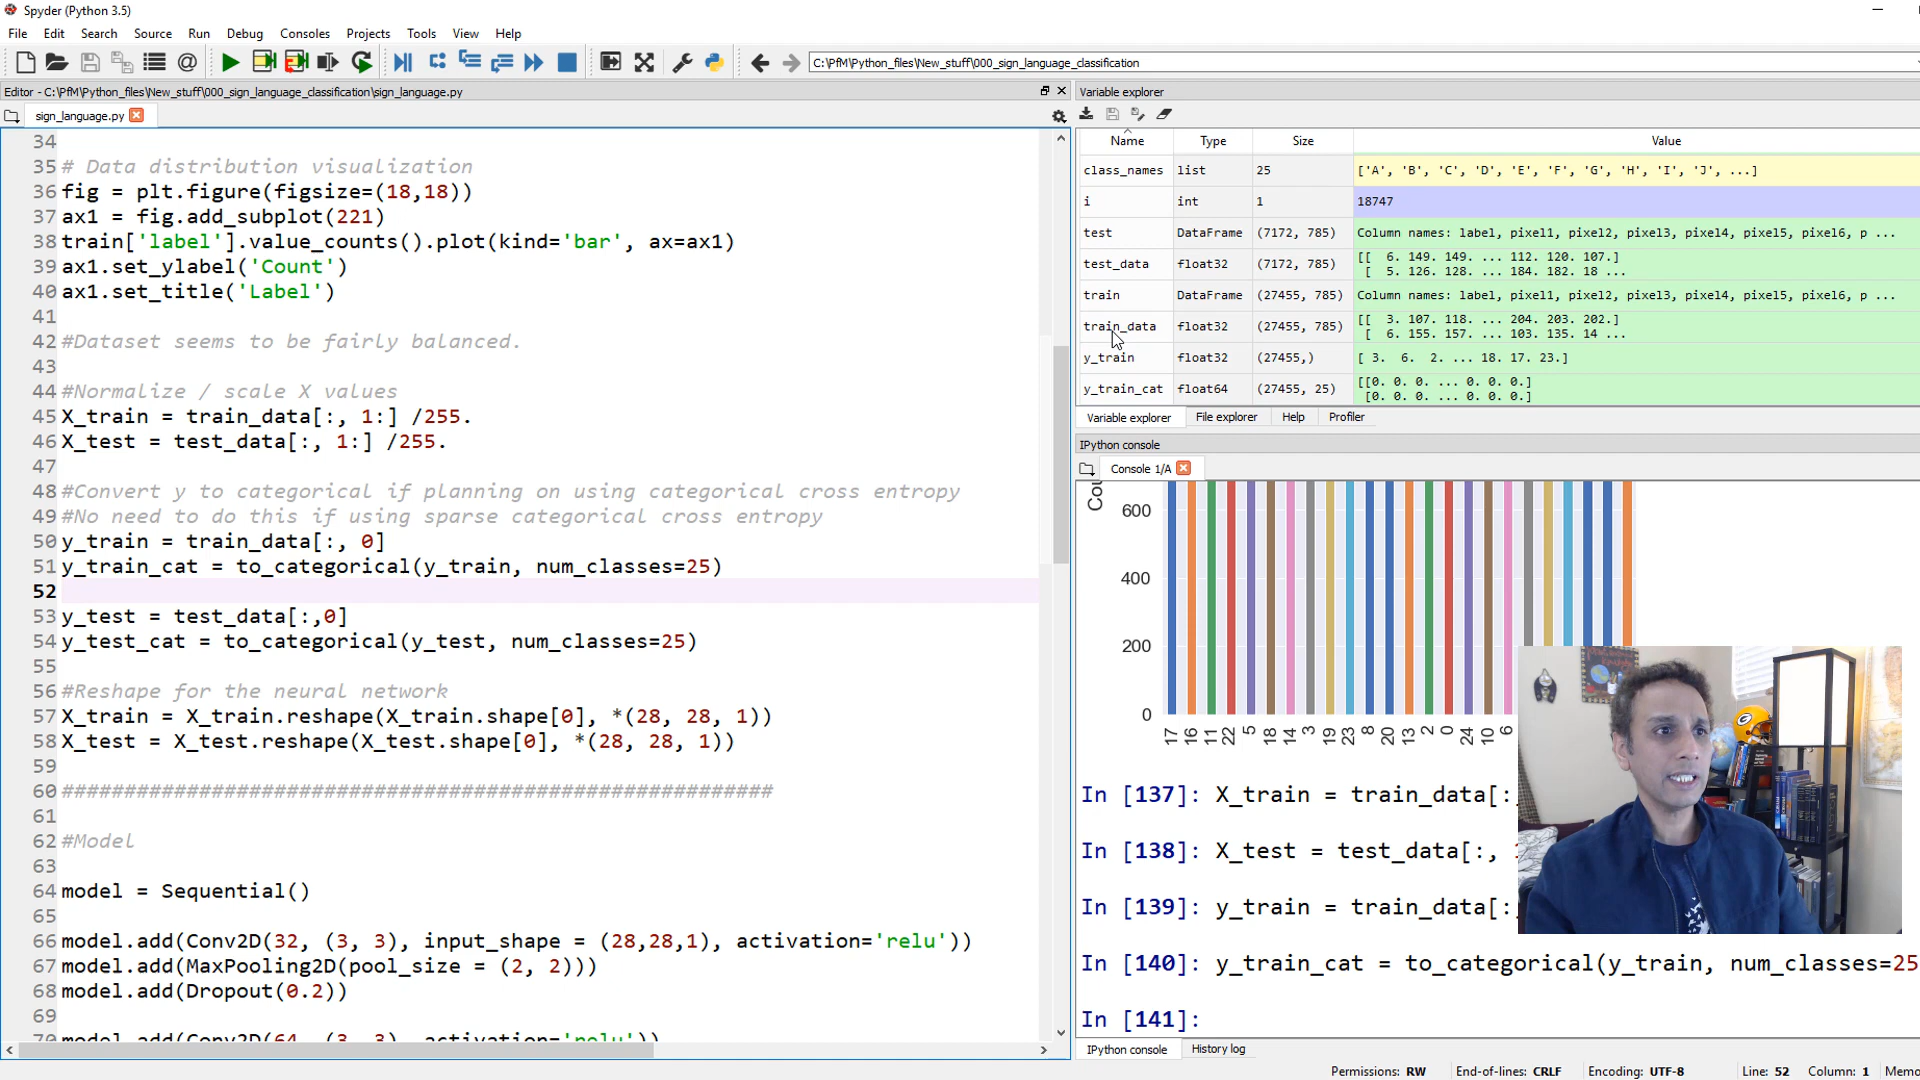 Spyder (Python 3.5)
File Edit Search Source Run Debug Consoles Projects Tools View Help
C:\PfM\Python_files\New_stuff\000_sign_language_classification
Editor - C:\PfM\Python_files\New_stuff\000_sign_language_classification\sign_language.py
sign_language.py
34
35 # Data distribution visualization
36 fig = plt.figure(figsize=(18,18))
37 ax1 = fig.add_subplot(221)
38 train['label'].value_counts().plot(kind='bar', ax=ax1)
39 ax1.set_ylabel('Count')
40 ax1.set_title('Label')
41
42 #Dataset seems to be fairly balanced.
43
44 #Normalize / scale X values
45 X_train = train_data[:, 1:] /255.
46 X_test = test_data[:, 1:] /255.
47
48 #Convert y to categorical if planning on using categorical cross entropy
49 #No need to do this if using sparse categorical cross entropy
50 y_train = train_data[:, 0]
51 y_train_cat = to_categorical(y_train, num_classes=25)
52
53 y_test = test_data[:,0]
54 y_test_cat = to_categorical(y_test, num_classes=25)
55
56 #Reshape for the neural network
57 X_train = X_train.reshape(X_train.shape[0], *(28, 28, 1))
58 X_test = X_test.reshape(X_test.shape[0], *(28, 28, 1))
59
60 #########################################################
61
62 #Model
63
64 model = Sequential()
65
66 model.add(Conv2D(32, (3, 3), input_shape = (28,28,1), activation='relu'))
67 model.add(MaxPooling2D(pool_size = (2, 2)))
68 model.add(Dropout(0.2))
69
70 model.add(Conv2D(64, (3, 3), activation='relu'))
Variable explorer
Name Type Size Value
class_names list 25 ['A', 'B', 'C', 'D', 'E', 'F', 'G', 'H', 'I', 'J', ...]
i int 1 18747
test DataFrame (7172, 785) Column names: label, pixel1, pixel2, pixel3, pixel4, pixel5, pixel6, p ...
test_data float32 (7172, 785) [[ 6. 149. 149. ... 112. 120. 107.]
[ 5. 126. 128. ... 184. 182. 18 ...
train DataFrame (27455, 785) Column names: label, pixel1, pixel2, pixel3, pixel4, pixel5, pixel6, p ...
train_data float32 (27455, 785) [[ 3. 107. 118. ... 204. 203. 202.]
[ 6. 155. 157. ... 103. 135. 14 ...
y_train float32 (27455,) [ 3. 6. 2. ... 18. 17. 23.]
y_train_cat float64 (27455, 25) [[0. 0. 0. ... 0. 0. 0.]
[0. 0. 0. ... 0. 0. 0.]
Variable explorer File explorer Help Profiler
IPython console
Console 1/A
Cou
600
400
200
0
17 16 11 22 5 18 14 3 19 23 8 20 13 2 0 24 10 6
In [137]: X_train = train_data[:,
In [138]: X_test = test_data[:,
In [139]: y_train = train_data[:,
In [140]: y_train_cat = to_categorical(y_train, num_classes=25
In [141]:
IPython console History log
Permissions: RW End-of-lines: CRLF Encoding: UTF-8 Line: 52 Column: 1 Memo